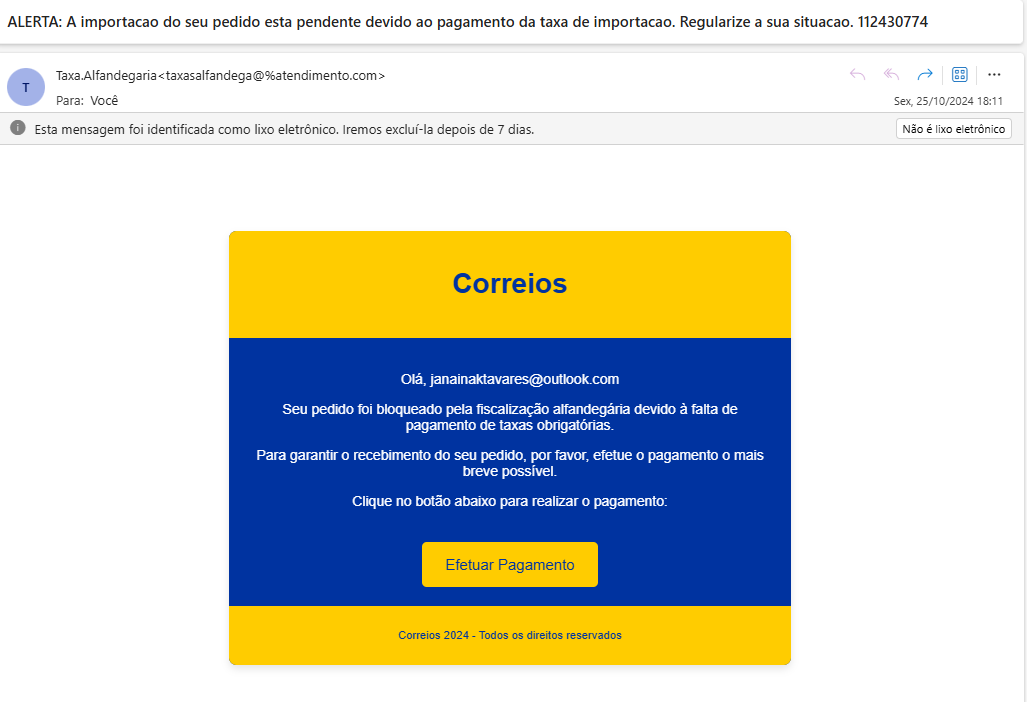 ALERTA: A importacao do seu pedido esta pendente devido ao pagamento da taxa de importacao. Regularize a sua situacao. 112430774
T
Taxa.Alfandegaria<taxasalfandega@%atendimento.com>
Para: Você
Sex, 25/10/2024 18:11
Esta mensagem foi identificada como lixo eletrônico. Iremos excluí-la depois de 7 dias.
Não é lixo eletrônico
Correios
Olá, janainaktavares@outlook.com
Seu pedido foi bloqueado pela fiscalização alfandegária devido à falta de
pagamento de taxas obrigatórias.
Para garantir o recebimento do seu pedido, por favor, efetue o pagamento o mais
breve possível.
Clique no botão abaixo para realizar o pagamento:
Efetuar Pagamento
Correios 2024 - Todos os direitos reservados